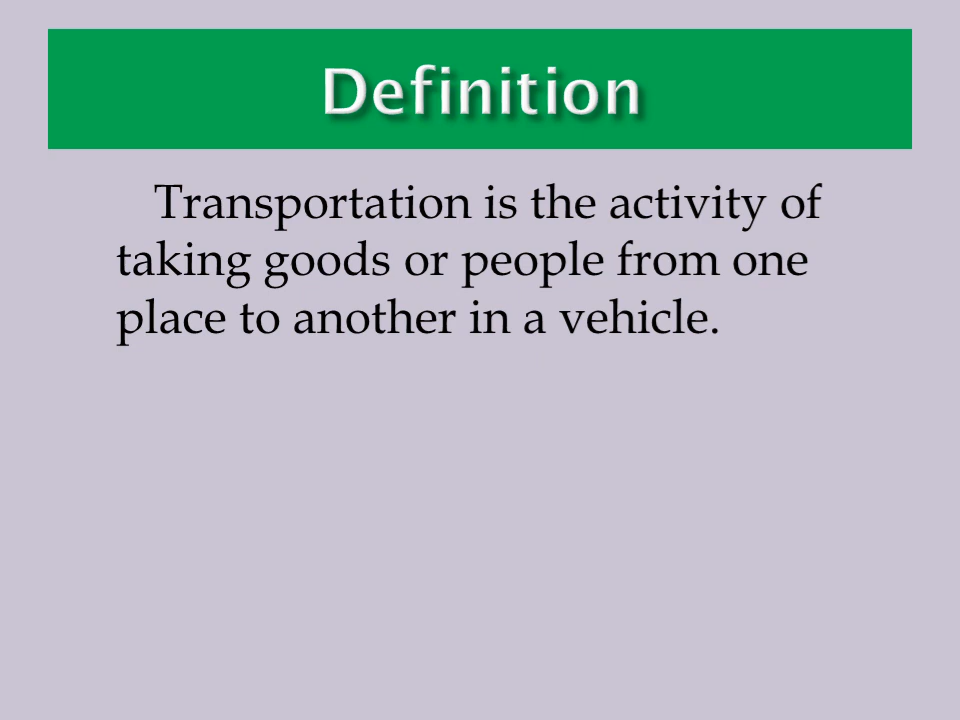 Definition
Transportation is the activity of
taking goods or people from one
place to another in a vehicle.